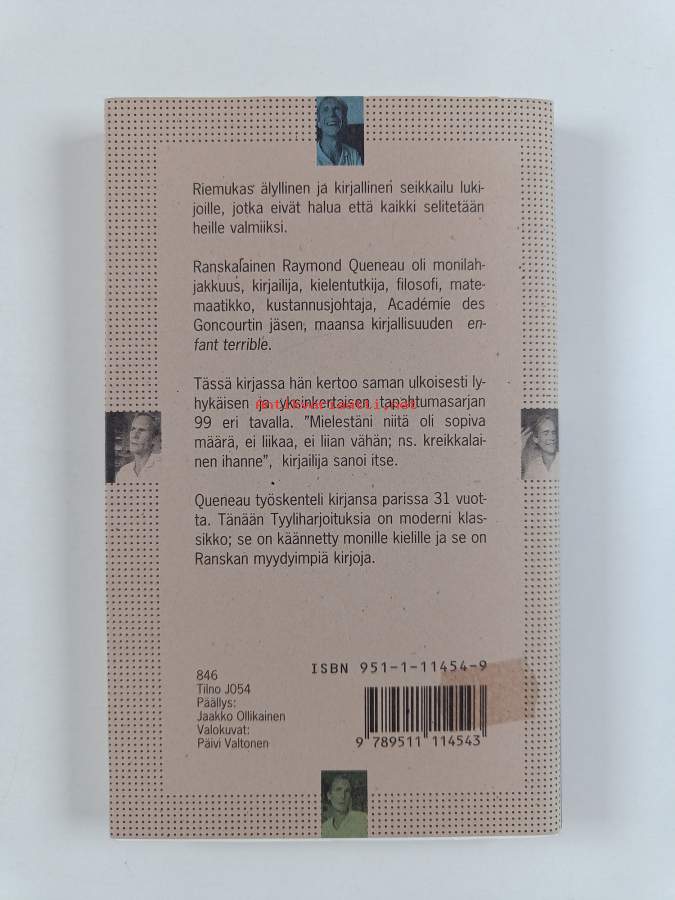 Riemukas älyllinen ja kirjallinen seikkailu luki-
joille, jotka eivät halua että kaikki selitetään
heille valmiiksi.
Ranskalainen Raymond Queneau oli monilah-
jakkuus, kirjailija, kielentutkija, filosofi, mate-
maatikko, kustannusjohtaja, Académie des
Goncourtin jäsen, maansa kirjallisuuden en-
fant terrible.
Tässä kirjassa hän kertoo saman ulkoisesti ly-
hykäisen ja yksinkertaisen tapahtumasarjan
antikvariaatti.net
99 eri tavalla. ”Mielestäni niitä oli sopiva
määrä, ei liikaa, ei liian vähän; ns. kreikkalai-
nen ihanne”, kirjailija sanoi itse.
Queneau työskenteli kirjansa parissa 31 vuot-
ta. Tänään Tyyliharjoituksia on moderni klas-
sikko; se on käännetty monille kielille ja se on
Ranskan myydyimpiä kirjoja.
846
Tilno J054
Päällys:
Jaakko Ollikainen
Valokuvat:
Päivi Valtonen
ISBN 951-1-11454-9
9 789511 114543